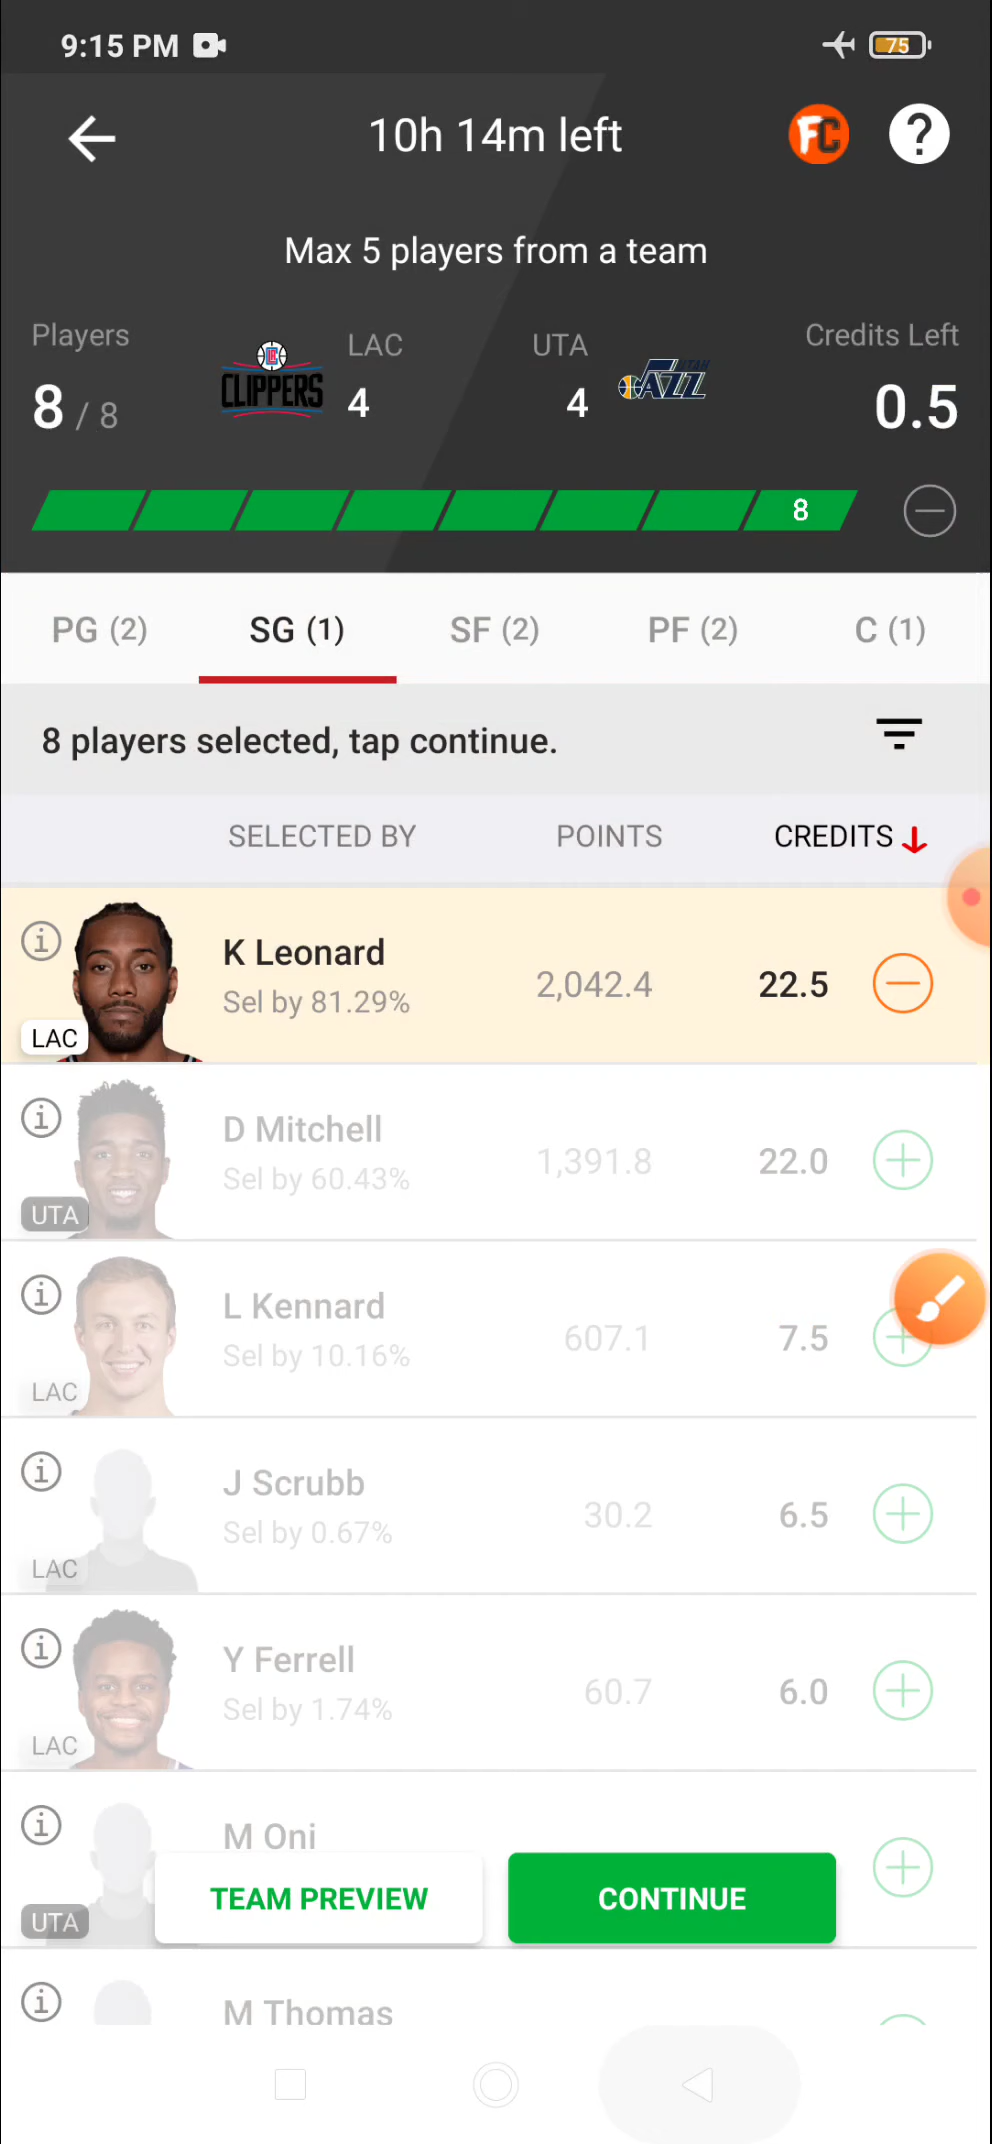 9:15 PM
75
10h 14m left
FC
?
Max 5 players from a team
Players
LAC
UTA
Credits Left
8 / 8
CLIPPERS
4
4
UTAH
JAZZ
0.5
8
PG (2)
SG (1)
SF (2)
PF (2)
C (1)
8 players selected, tap continue.
SELECTED BY
POINTS
CREDITS
K Leonard
Sel by 81.29%
2,042.4
22.5
LAC
D Mitchell
Sel by 60.43%
1,391.8
22.0
UTA
L Kennard
Sel by 10.16%
607.1
7.5
LAC
J Scrubb
Sel by 0.67%
30.2
6.5
LAC
Y Ferrell
Sel by 1.74%
60.7
6.0
LAC
M Oni
UTA
TEAM PREVIEW
CONTINUE
M Thomas